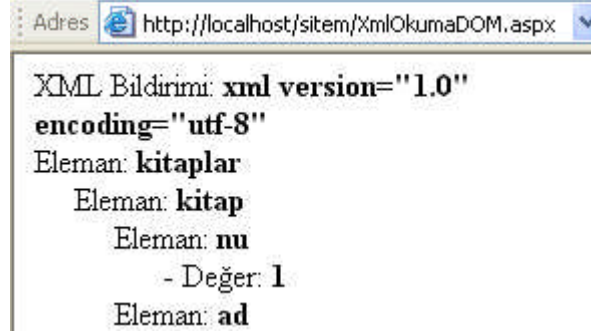 Adres http://localhost/sitem/XmlOkumaDOM.aspx
XML Bildirimi: xml version="1.0"
encoding="utf-8"
Eleman: kitaplar
Eleman: kitap
Eleman: nu
- Değer: 1
Eleman: ad